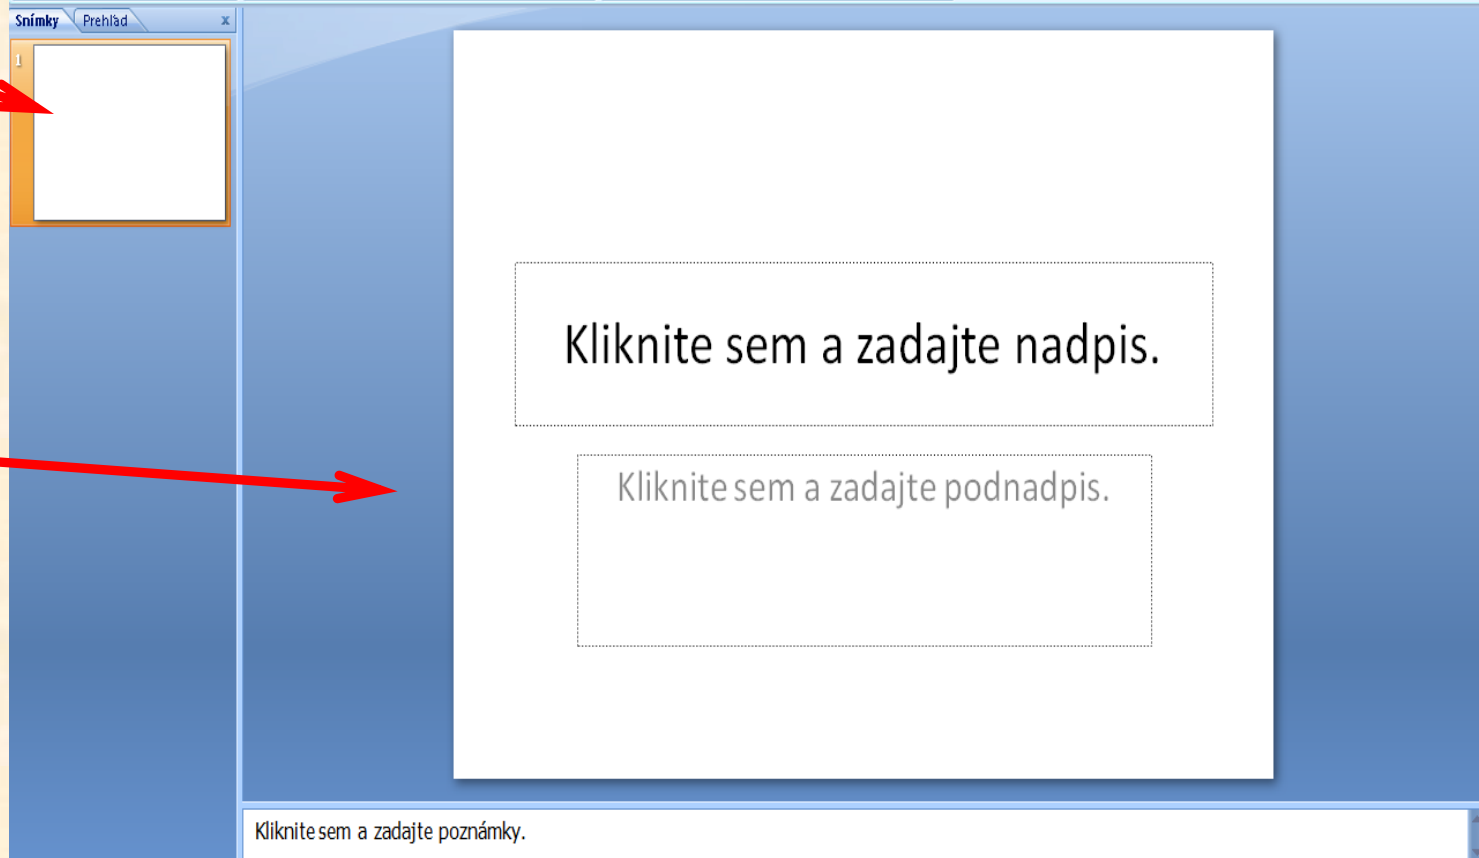 Snímky Prehľad x
1
Kliknite sem a zadajte nadpis.
Kliknite sem a zadajte podnadpis.
Kliknite sem a zadajte poznámky.